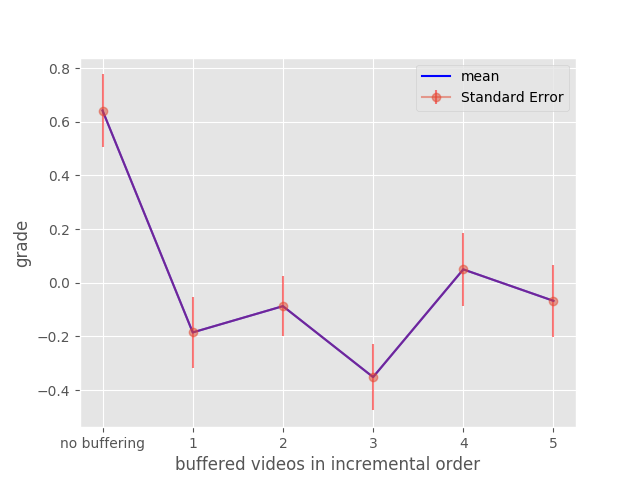 0.8
0.6
0.4
0.2
0.0
−0.2
−0.4
grade
mean
Standard Error
no buffering 1 2 3 4 5
buffered videos in incremental order